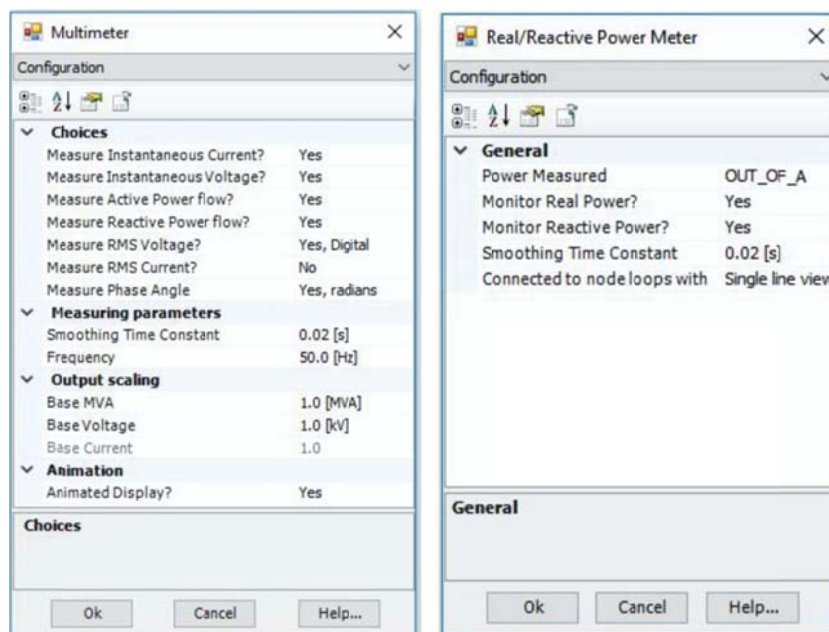 Multimeter
Configuration
Choices
Measure Instantaneous Current? Yes
Measure Instantaneous Voltage? Yes
Measure Active Power flow? Yes
Measure Reactive Power flow? Yes
Measure RMS Voltage? Yes, Digital
Measure RMS Current? No
Measure Phase Angle Yes, radians
Measuring parameters
Smoothing Time Constant 0.02 [s]
Frequency 50.0 [Hz]
Output scaling
Base MVA 1.0 [MVA]
Base Voltage 1.0 [kV]
Base Current 1.0
Animation
Animated Display? Yes
Choices
Ok Cancel Help...
Real/Reactive Power Meter
Configuration
General
Power Measured OUT_OF_A
Monitor Real Power? Yes
Monitor Reactive Power? Yes
Smoothing Time Constant 0.02 [s]
Connected to node loops with Single line view
General
Ok Cancel Help...